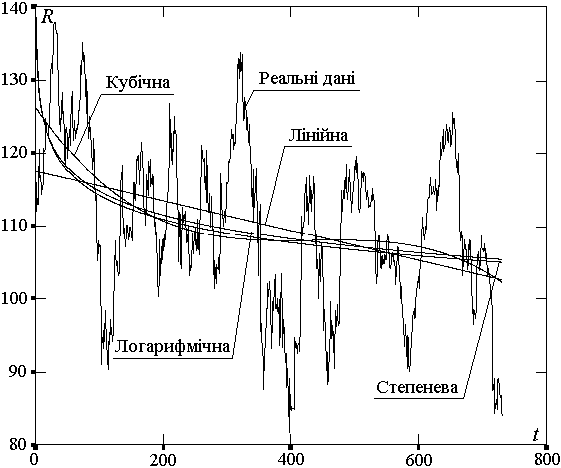 140
R
130
Кубічна
Реальні дані
120
Лінійна
110
100
Логарифмічна
90
Степенева
80
t
0
200
400
600
800